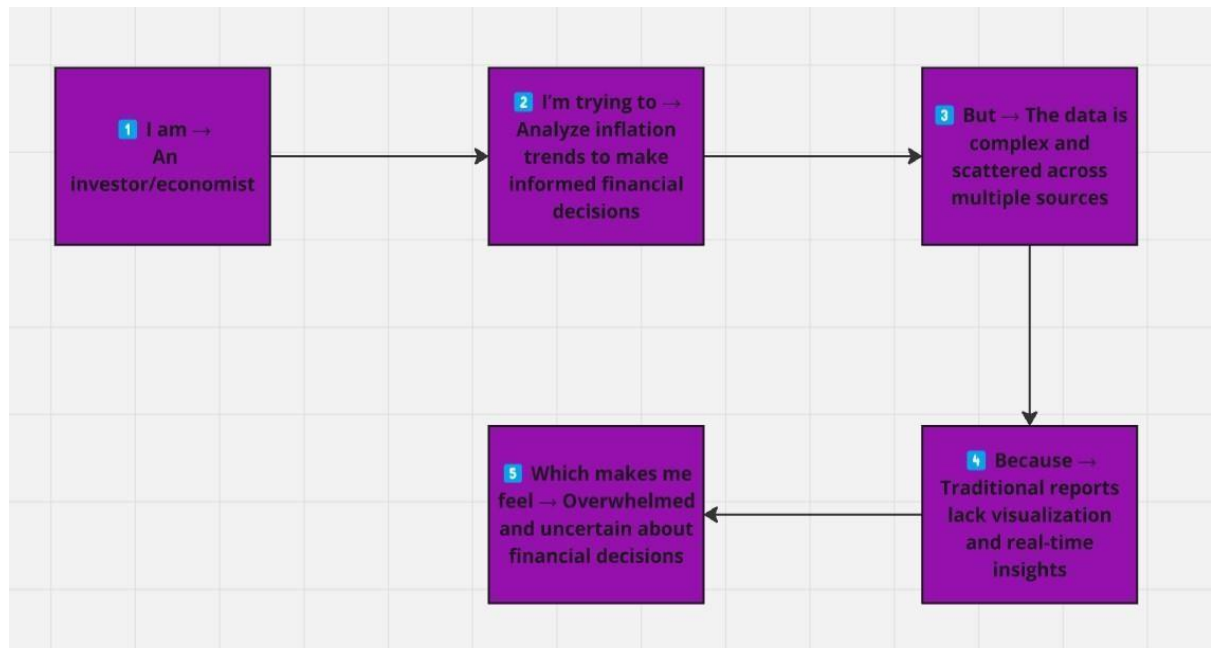 1️⃣ I am →
An
investor/economist
2️⃣ I'm trying to →
Analyze inflation
trends to make
informed financial
decisions
3️⃣ But → The data is
complex and
scattered across
multiple sources
4️⃣ Because →
Traditional reports
lack visualization
and real-time
insights
5️⃣ Which makes me
feel → Overwhelmed
and uncertain about
financial decisions